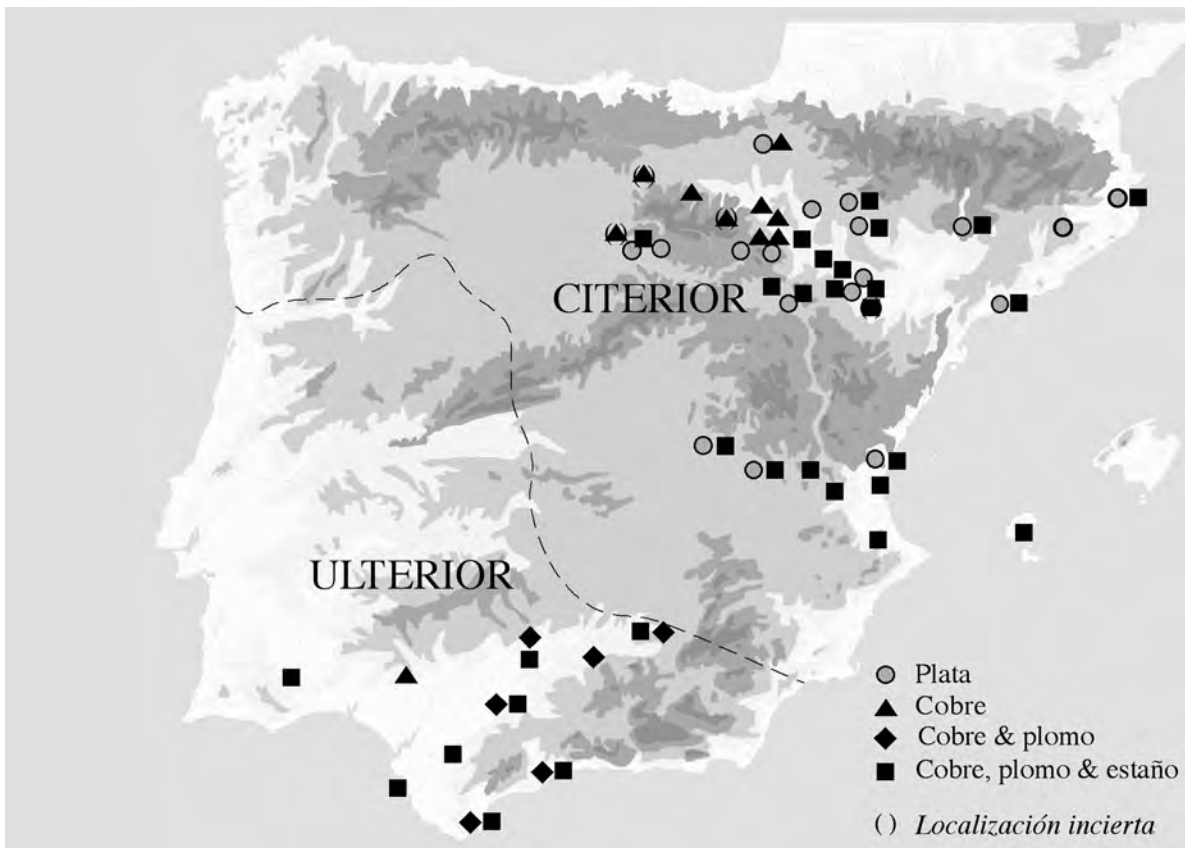 CITERIOR
ULTERIOR
Plata
Cobre
Cobre & plomo
Cobre, plomo & estaño
( ) Localización incierta